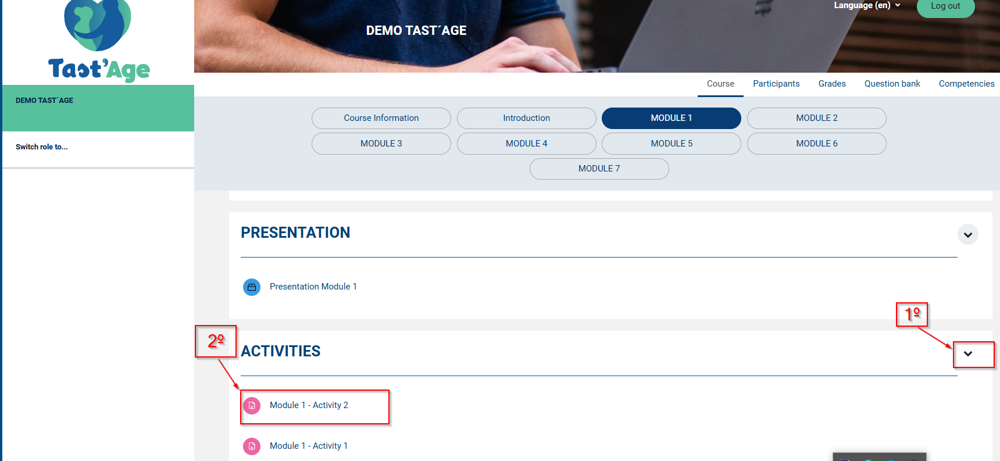 Language (en)
Log out
DEMO TAST´AGE
Tast'Age
Course
Participants
Grades
Question bank
Competencies
DEMO TAST´AGE
Switch role to...
Course Information
Introduction
MODULE 1
MODULE 2
MODULE 3
MODULE 4
MODULE 5
MODULE 6
MODULE 7
PRESENTATION
Presentation Module 1
1º
2º
ACTIVITIES
Module 1 - Activity 2
Module 1 - Activity 1